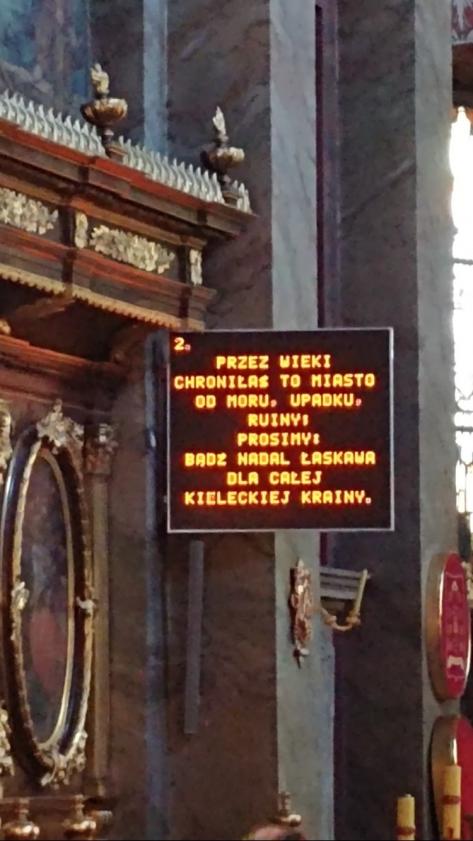 2.
PRZEZ WIEKI
CHRONIŁAŚ TO MIASTO
OD MORU, UPADKU,
RUINY;
PROSIMY:
BĄDŹ NADAL ŁASKAWA
DLA CAŁEJ
KIELECKIEJ KRAINY.